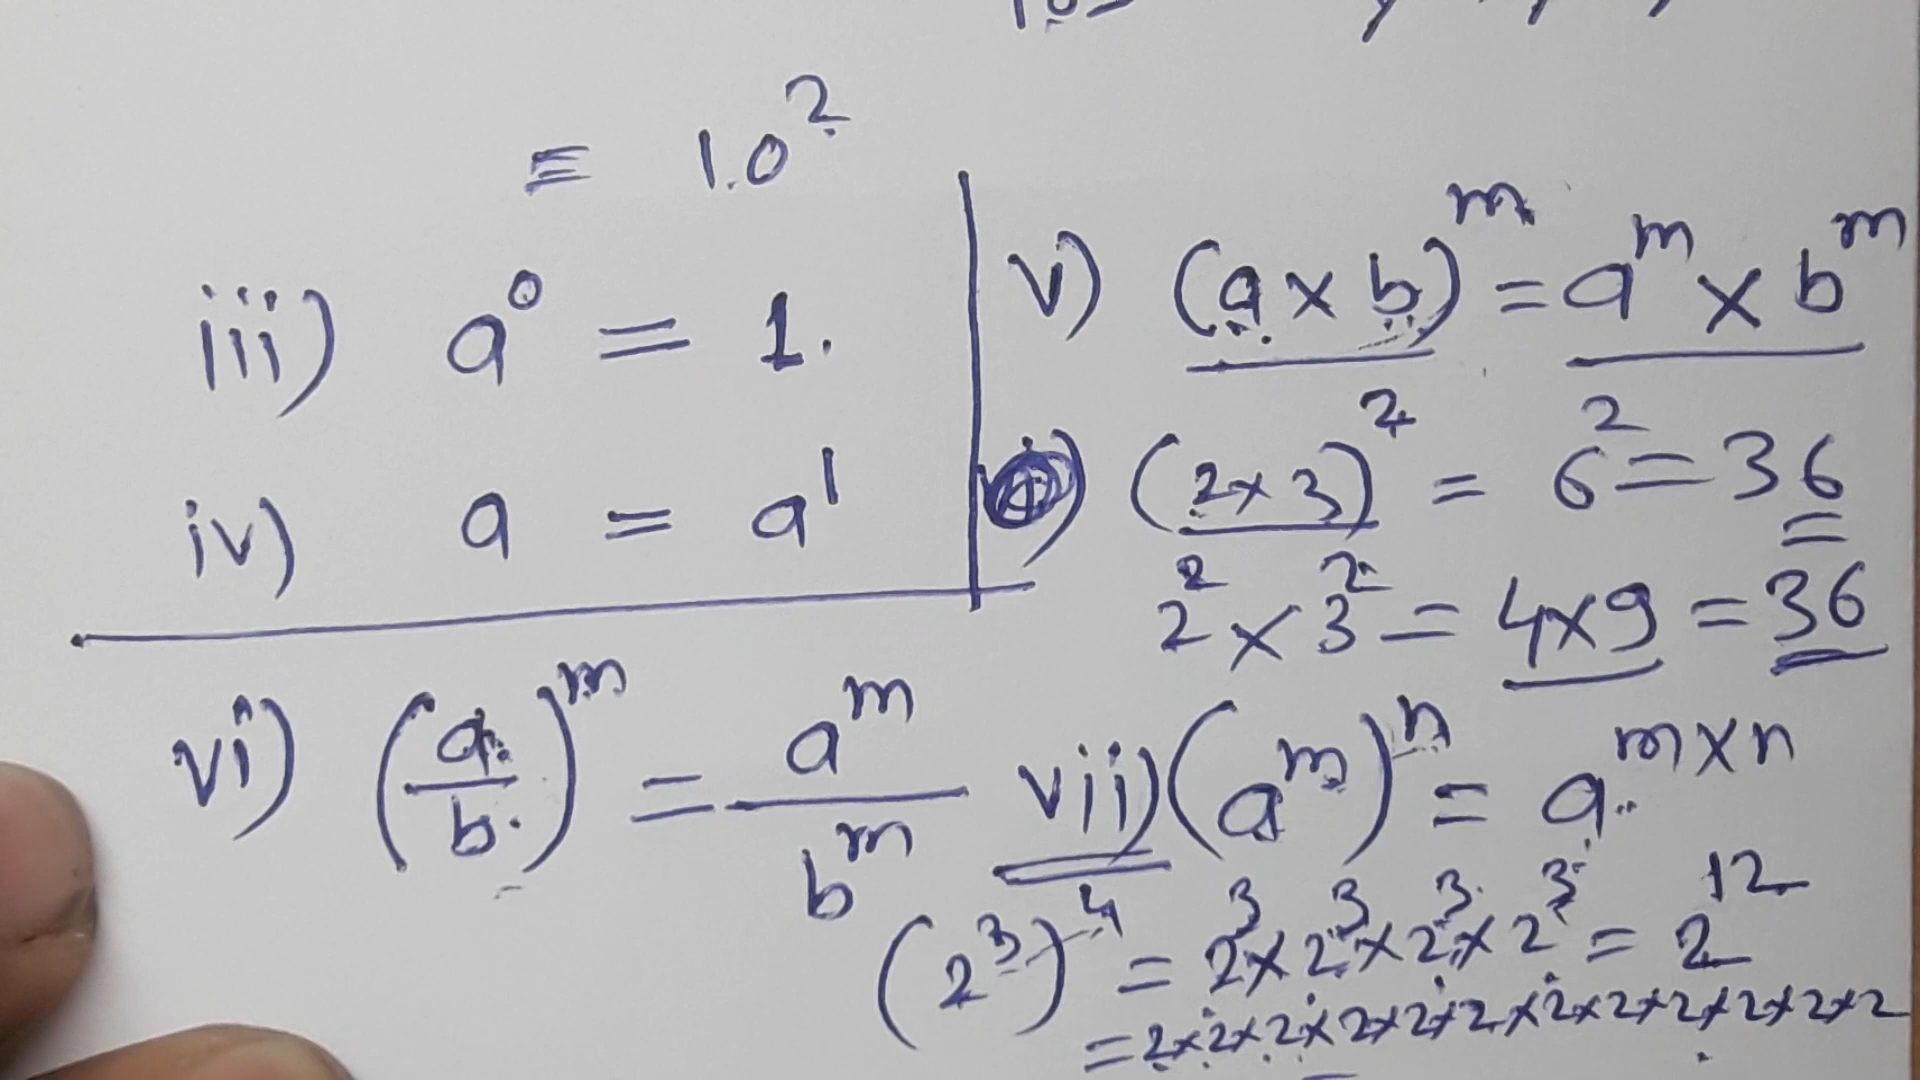 = 10²
iii) a⁰ = 1.
iv) a = a¹
v) (a × b)ᵐ = aᵐ × bᵐ
(2×3)² = 6² = 36
2² × 3² = 4×9 = 36
vi) (a/b)ᵐ = aᵐ/bᵐ
vii) (aᵐ)ⁿ = aᵐˣⁿ
(2³)⁴ = 2³×2³×2³×2³ = 2¹²
= 2×2×2×2×2×2×2×2×2×2×2×2